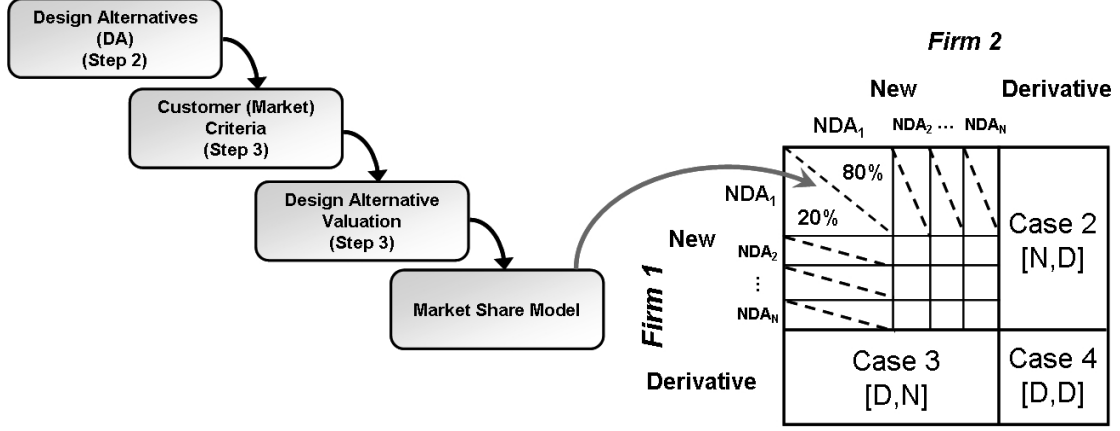 Design Alternatives
(DA)
(Step 2)
Customer (Market)
Criteria
(Step 3)
Design Alternative
Valuation
(Step 3)
Market Share Model
Firm 2
New
Derivative
NDA₁
NDA₂ ...
NDA_N
Firm 1
New
Derivative
NDA₁
NDA₂
⋮
NDA_N
80%
20%
Case 2
[N,D]
Case 3
[D,N]
Case 4
[D,D]